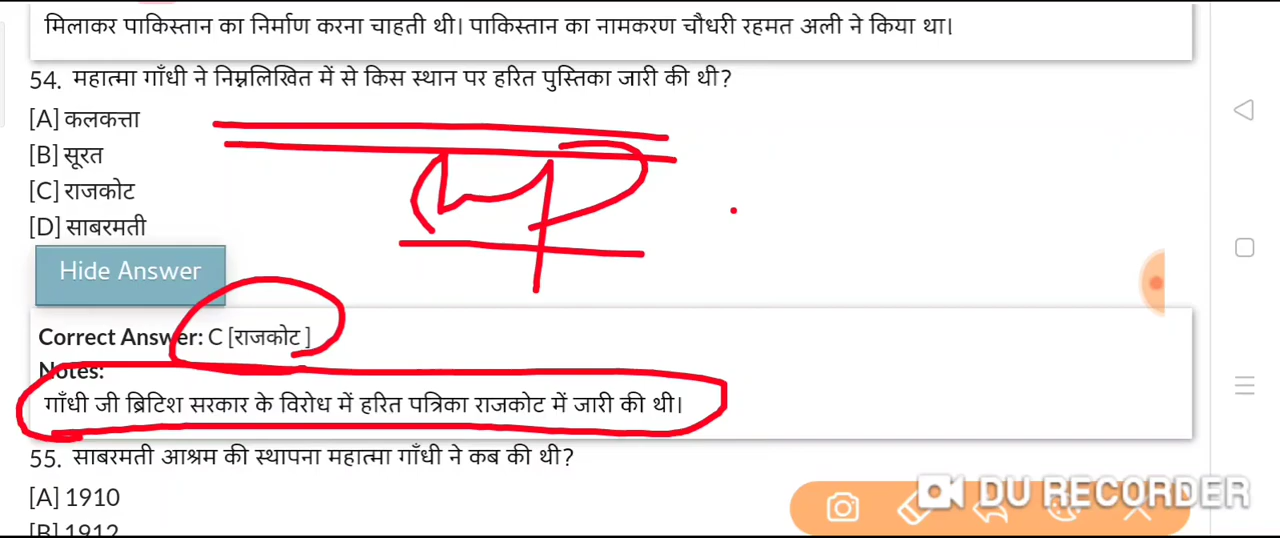 मिलाकर पाकिस्तान का निर्माण करना चाहती थी। पाकिस्तान का नामकरण चौधरी रहमत अली ने किया था।
54. महात्मा गाँधी ने निम्नलिखित में से किस स्थान पर हरित पुस्तिका जारी की थी?
[A] कलकत्ता
[B] सूरत
[C] राजकोट
[D] साबरमती
Hide Answer
Correct Answer: C [राजकोट ]
Notes:
गाँधी जी ब्रिटिश सरकार के विरोध में हरित पत्रिका राजकोट में जारी की थी।
55. साबरमती आश्रम की स्थापना महात्मा गाँधी ने कब की थी?
[A] 1910
[B] 1912
DU RECORDER